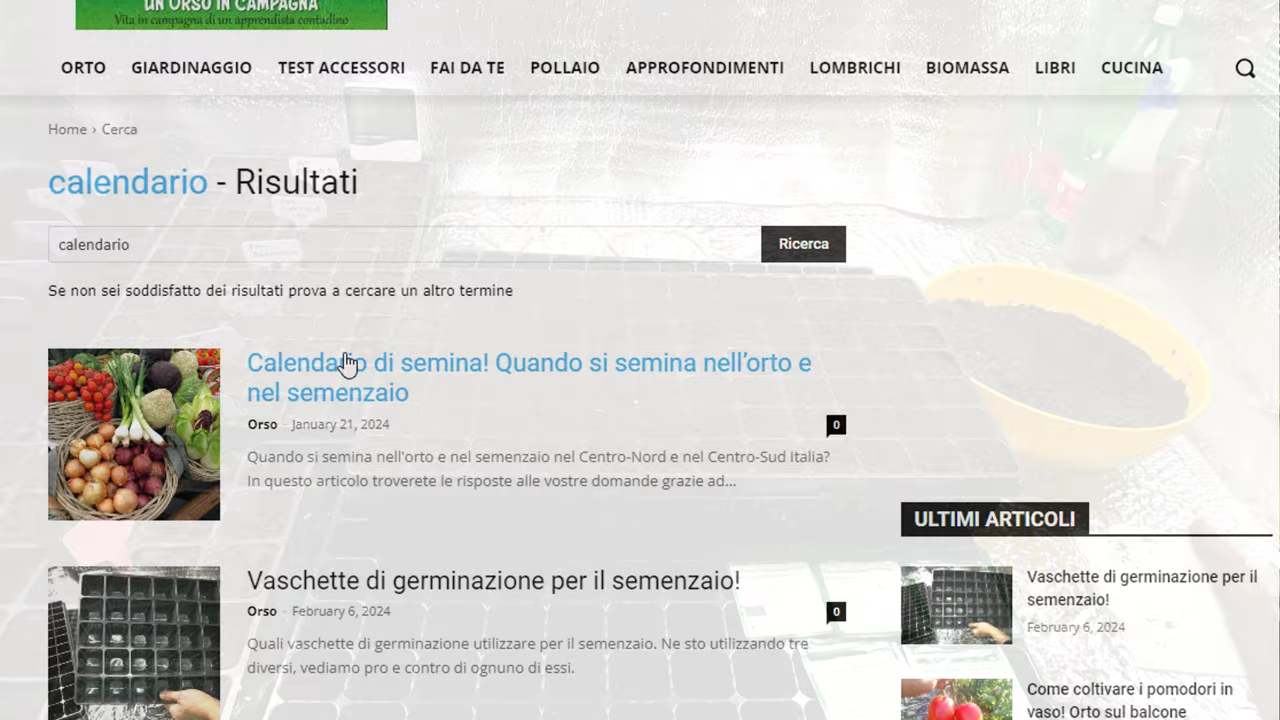 UN ORSO IN CAMPAGNA
Vita in campagna di un apprendista contadino
ORTO GIARDINAGGIO TEST ACCESSORI FAI DA TE POLLAIO APPROFONDIMENTI LOMBRICHI BIOMASSA LIBRI CUCINA
Home › Cerca
calendario - Risultati
calendario
Ricerca
Se non sei soddisfatto dei risultati prova a cercare un altro termine
Calendario di semina! Quando si semina nell’orto e
nel semenzaio
Orso - January 21, 2024
0
Quando si semina nell'orto e nel semenzaio nel Centro-Nord e nel Centro-Sud Italia?
In questo articolo troverete le risposte alle vostre domande grazie ad...
Vaschette di germinazione per il semenzaio!
Orso - February 6, 2024
0
Quali vaschette di germinazione utilizzare per il semenzaio. Ne sto utilizzando tre
diversi, vediamo pro e contro di ognuno di essi.
ULTIMI ARTICOLI
Vaschette di germinazione per il
semenzaio!
February 6, 2024
Come coltivare i pomodori in
vaso! Orto sul balcone